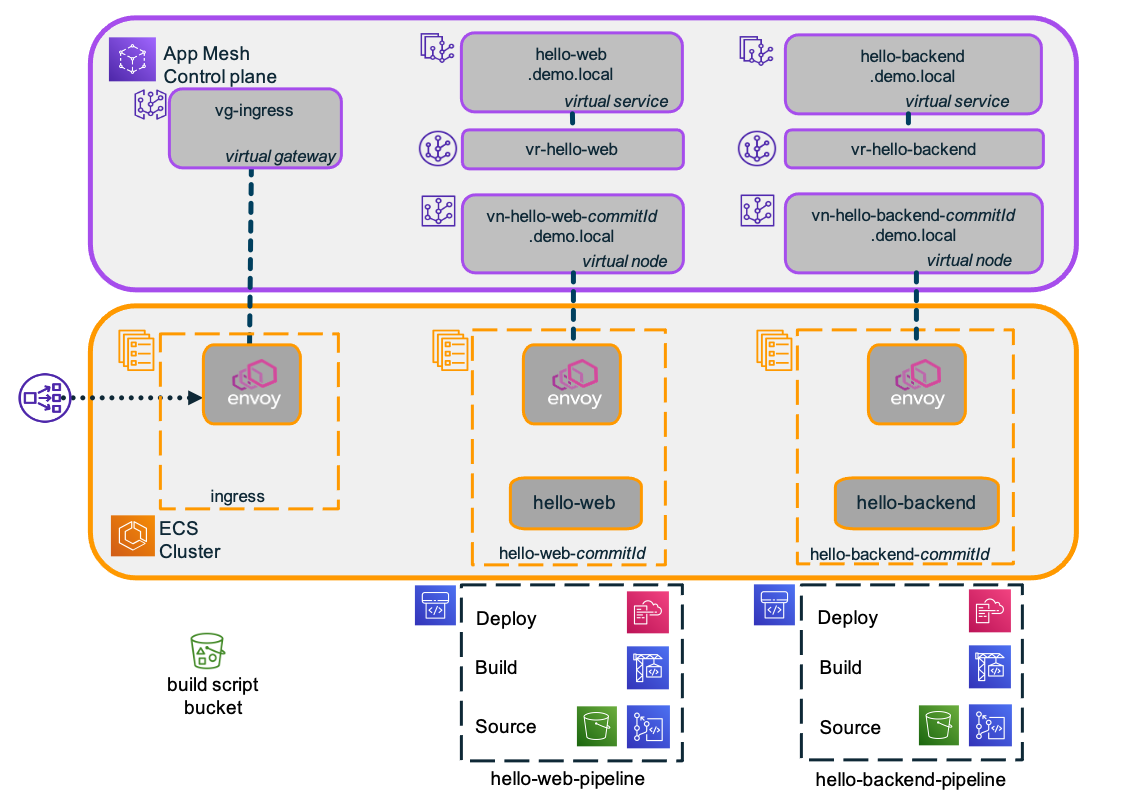 App Mesh
Control plane
vg-ingress
virtual gateway
hello-web
.demo.local
virtual service
vr-hello-web
vn-hello-web-commitId
.demo.local
virtual node
hello-backend
.demo.local
virtual service
vr-hello-backend
vn-hello-backend-commitId
.demo.local
virtual node
envoy
ingress
ECS
Cluster
envoy
hello-web
hello-web-commitId
envoy
hello-backend
hello-backend-commitId
build script
bucket
Deploy
Build
Source
hello-web-pipeline
Deploy
Build
Source
hello-backend-pipeline